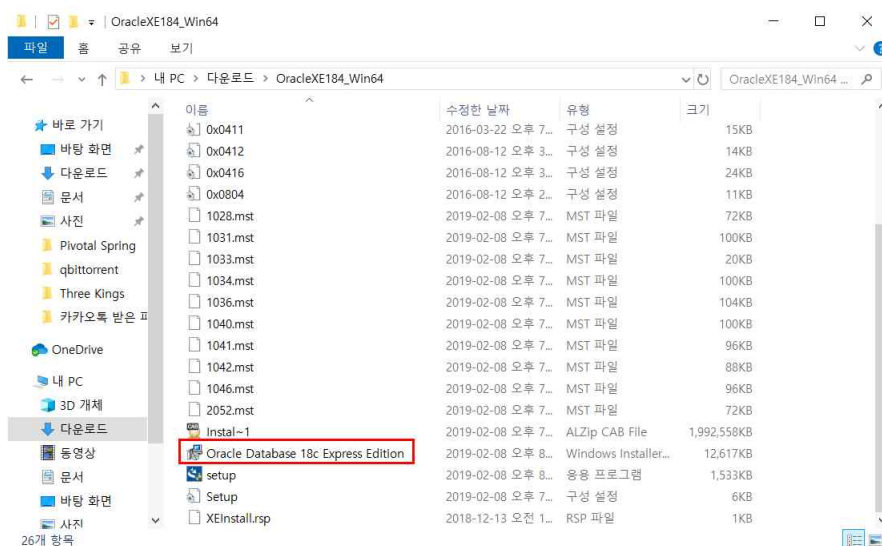 OracleXE184_Win64
파일 홈 공유 보기
내 PC > 다운로드 > OracleXE184_Win64
OracleXE184_Win64 ...
바로 가기
바탕 화면
다운로드
문서
사진
Pivotal Spring
qbittorrent
Three Kings
카카오톡 받은 파
OneDrive
내 PC
3D 개체
다운로드
동영상
문서
바탕 화면
사진
이름 수정한 날짜 유형 크기
0x0411 2016-03-22 오후 7... 구성 설정 15KB
0x0412 2016-08-12 오후 3... 구성 설정 14KB
0x0416 2016-08-12 오후 3... 구성 설정 24KB
0x0804 2016-08-12 오후 2... 구성 설정 11KB
1028.mst 2019-02-08 오후 7... MST 파일 72KB
1031.mst 2019-02-08 오후 7... MST 파일 100KB
1033.mst 2019-02-08 오후 7... MST 파일 20KB
1034.mst 2019-02-08 오후 7... MST 파일 100KB
1036.mst 2019-02-08 오후 7... MST 파일 104KB
1040.mst 2019-02-08 오후 7... MST 파일 100KB
1041.mst 2019-02-08 오후 7... MST 파일 96KB
1042.mst 2019-02-08 오후 7... MST 파일 88KB
1046.mst 2019-02-08 오후 7... MST 파일 96KB
2052.mst 2019-02-08 오후 7... MST 파일 72KB
Instal~1 2019-02-08 오후 7... ALZip CAB File 1,992,558KB
Oracle Database 18c Express Edition 2019-02-08 오후 8... Windows Installer... 12,617KB
setup 2019-02-08 오후 8... 응용 프로그램 1,533KB
Setup 2019-02-08 오후 7... 구성 설정 6KB
XEInstall.rsp 2018-12-13 오전 1... RSP 파일 1KB
26개 항목